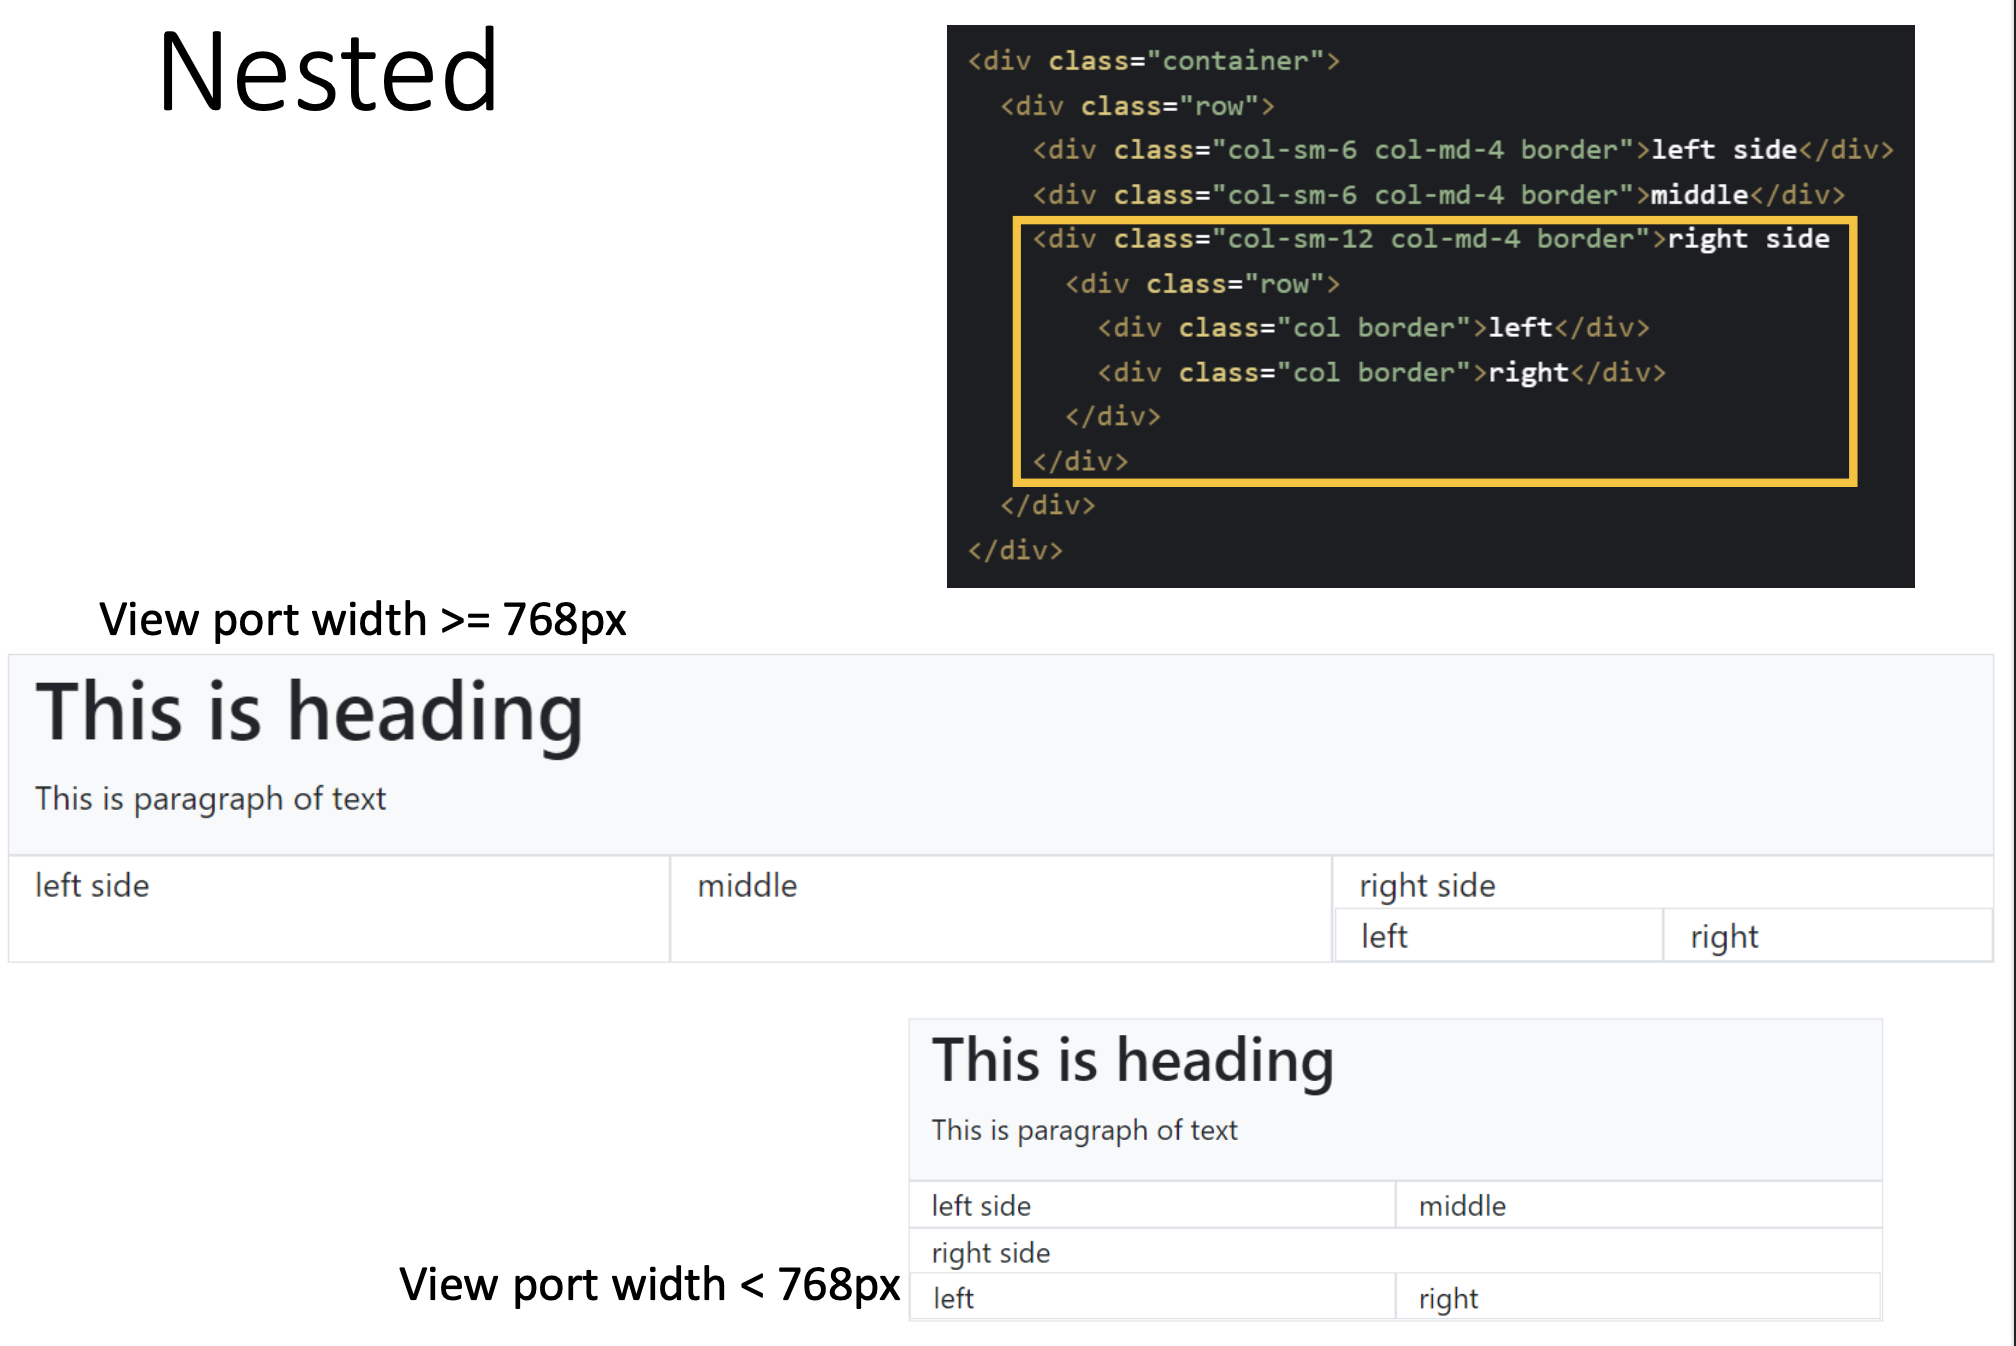 Nested
<div class="container">
<div class="row">
<div class="col-sm-6 col-md-4 border">left side</div>
<div class="col-sm-6 col-md-4 border">middle</div>
<div class="col-sm-12 col-md-4 border">right side
<div class="row">
<div class="col border">left</div>
<div class="col border">right</div>
</div>
</div>
</div>
</div>
View port width >= 768px
This is heading
This is paragraph of text
left side middle right side
left right
This is heading
This is paragraph of text
left side middle
right side
View port width < 768px
left right